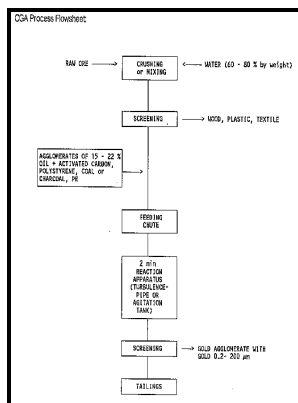 CGA Process Flowsheet
RAW ORE
CRUSHING
or
MIXING
WATER (60 - 80 % by weight)
SCREENING
WOOD, PLASTIC, TEXTILE
AGGLOMERATES OF 15 - 22 %
OIL + ACTIVATED CARBON,
POLYSTYRENE, COAL or
CHARCOAL, PR
FEEDING
CHUTE
2 min
REACTION
APPARATUS
(TURBULENCE-
PIPE OR
AGITATION
TANK)
SCREENING
GOLD AGGLOMERATE WITH
GOLD 0.2- 200 µm
TAILINGS